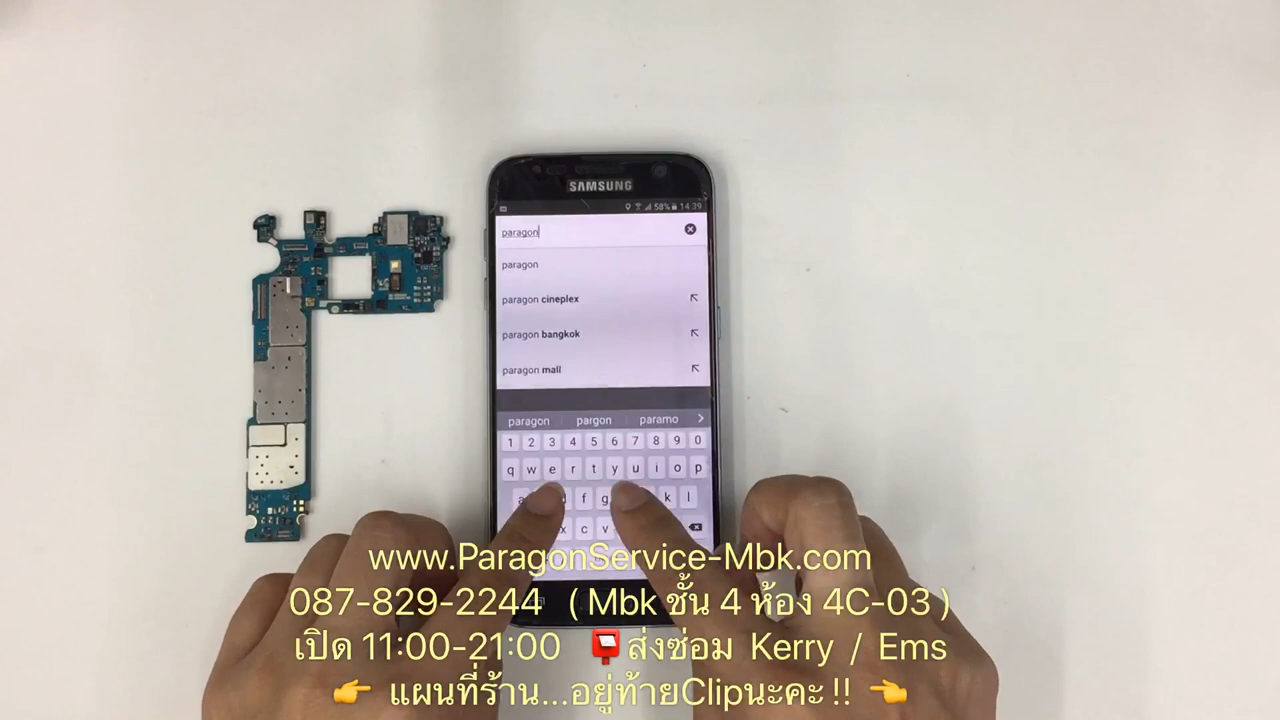 SAMSUNG
58% 14:39
paragon
paragon
paragon cineplex
paragon bangkok
paragon mall
paragon pargon paramo
1 2 3 4 5 6 7 8 9 0
q w e r t y u i o p
a d f g k l
x c v
www.ParagonService-Mbk.com
087-829-2244 ( Mbk ชั้น 4 ห้อง 4C-03 )
เปิด 11:00-21:00 📮ส่งซ่อม Kerry / Ems
👉 แผนที่ร้าน...อยู่ท้ายClipนะคะ !! 👈